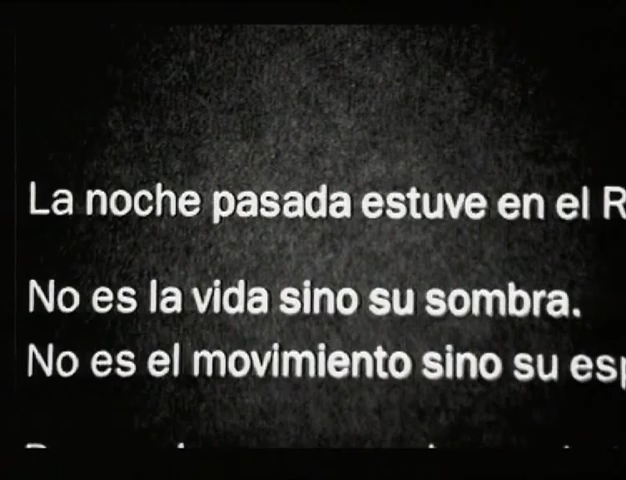 La noche pasada estuve en el R
No es la vida sino su sombra.
No es el movimiento sino su esp